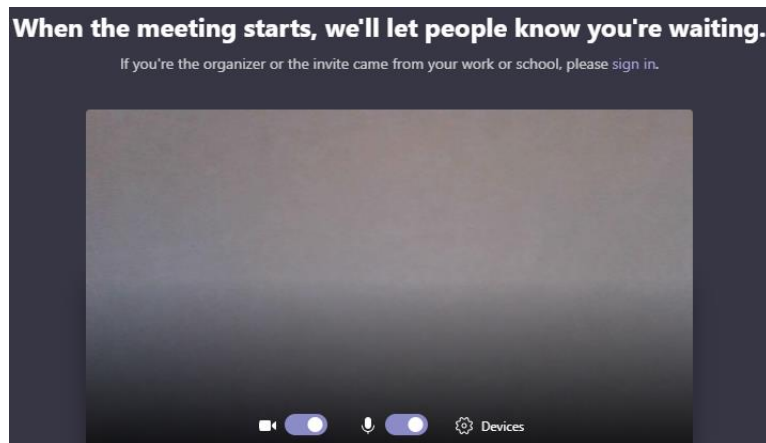 When the meeting starts, we'll let people know you're waiting.
If you're the organizer or the invite came from your work or school, please sign in.
Devices